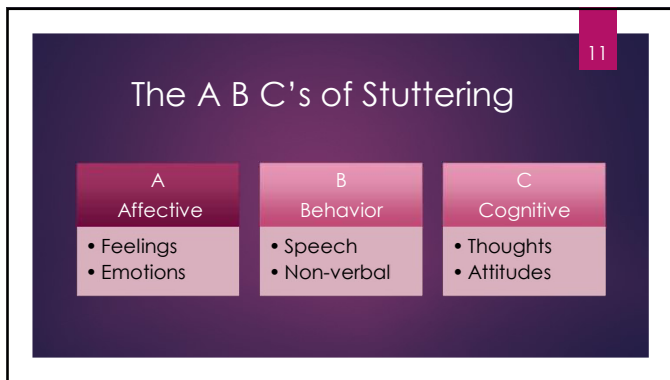 11
The A B C's of Stuttering
A
Affective
• Feelings
• Emotions
B
Behavior
• Speech
• Non-verbal
C
Cognitive
• Thoughts
• Attitudes